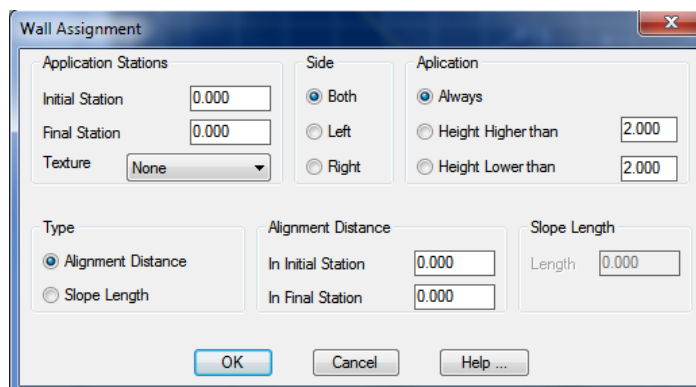 Wall Assignment
Application Stations
Initial Station 0.000
Final Station 0.000
Texture None
Side
Both
Left
Right
Aplication
Always
Height Higher than 2.000
Height Lower than 2.000
Type
Alignment Distance
Slope Length
Alignment Distance
In Initial Station 0.000
In Final Station 0.000
Slope Length
Length 0.000
OK Cancel Help ...